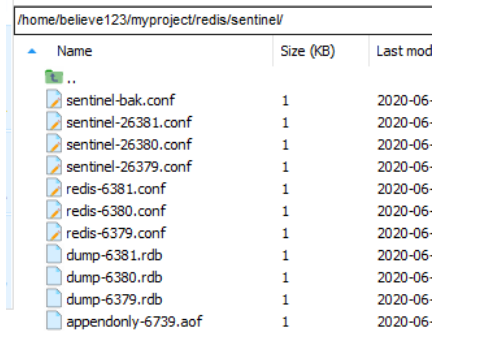 /home/believe123/myproject/redis/sentinel/
Name Size (KB) Last mod
..
sentinel-bak.conf 1 2020-06-
sentinel-26381.conf 1 2020-06-
sentinel-26380.conf 1 2020-06-
sentinel-26379.conf 1 2020-06-
redis-6381.conf 1 2020-06-
redis-6380.conf 1 2020-06-
redis-6379.conf 1 2020-06-
dump-6381.rdb 1 2020-06-
dump-6380.rdb 1 2020-06-
dump-6379.rdb 1 2020-06-
appendonly-6739.aof 1 2020-06-